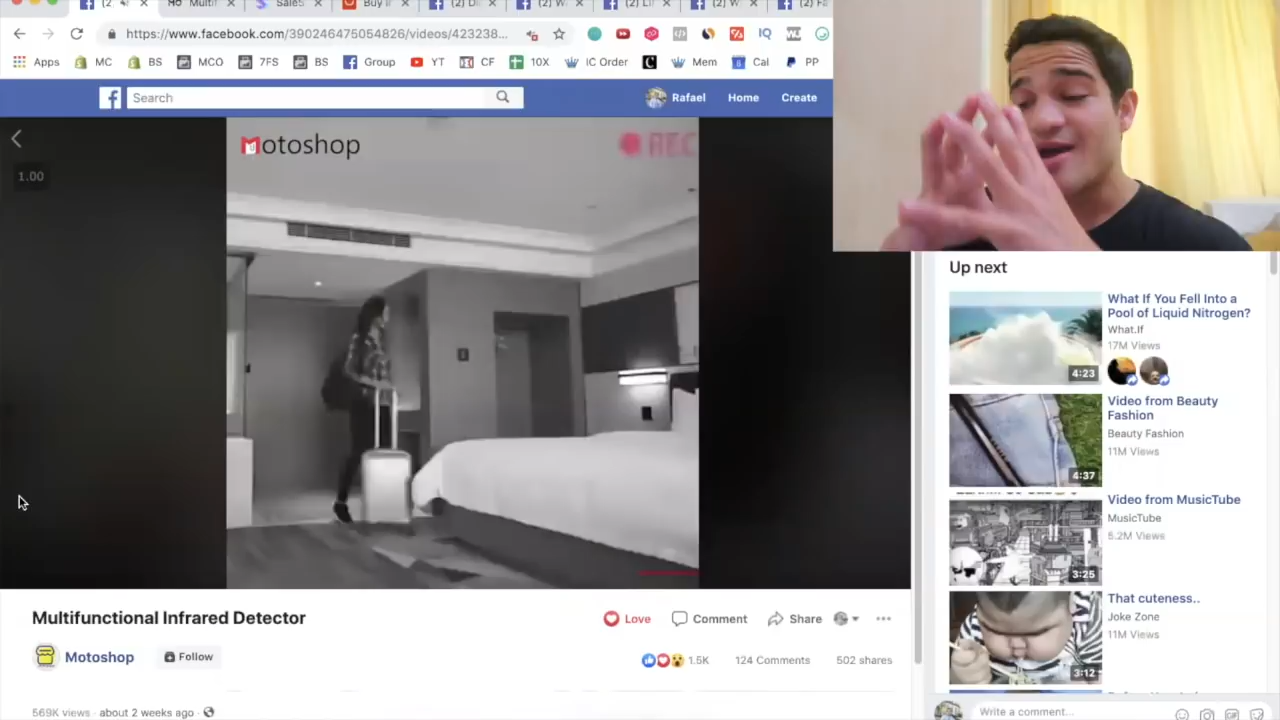 https://www.facebook.com/390246475054826/videos/423238...
Apps MC BS MCO 7FS BS Group YT CF 10X IC Order Mem Cal PP
Search
Rafael Home Create
1.00
Motoshop
REC
Up next
What If You Fell Into a
Pool of Liquid Nitrogen?
What.If
17M Views
4:23
Video from Beauty
Fashion
Beauty Fashion
11M Views
4:37
Video from MusicTube
MusicTube
5.2M Views
3:25
That cuteness..
Joke Zone
11M Views
3:12
Multifunctional Infrared Detector
Love Comment Share
Motoshop Follow
1.5K 124 Comments 502 shares
569K views · about 2 weeks ago ·
Write a comment...